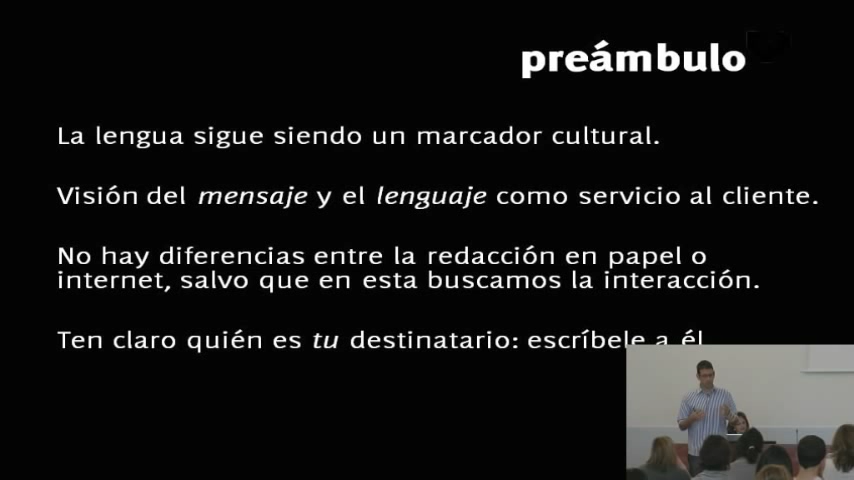 preámbulo
La lengua sigue siendo un marcador cultural.
Visión del mensaje y el lenguaje como servicio al cliente.
No hay diferencias entre la redacción en papel o
internet, salvo que en esta buscamos la interacción.
Ten claro quién es tu destinatario: escríbele a él